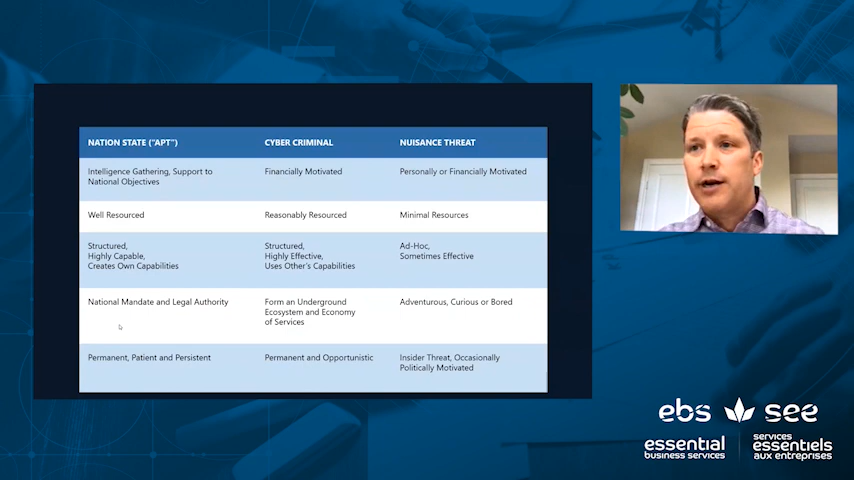 NATION STATE ("APT") CYBER CRIMINAL NUISANCE THREAT
Intelligence Gathering, Support to
National Objectives
Financially Motivated
Personally or Financially Motivated
Well Resourced
Reasonably Resourced
Minimal Resources
Structured,
Highly Capable,
Creates Own Capabilities
Structured,
Highly Effective,
Uses Other's Capabilities
Ad-Hoc,
Sometimes Effective
National Mandate and Legal Authority
Form an Underground
Ecosystem and Economy
of Services
Adventurous, Curious or Bored
Permanent, Patient and Persistent
Permanent and Opportunistic
Insider Threat, Occasionally
Politically Motivated
ebs see
essential
business services
services
essentiels
aux entreprises